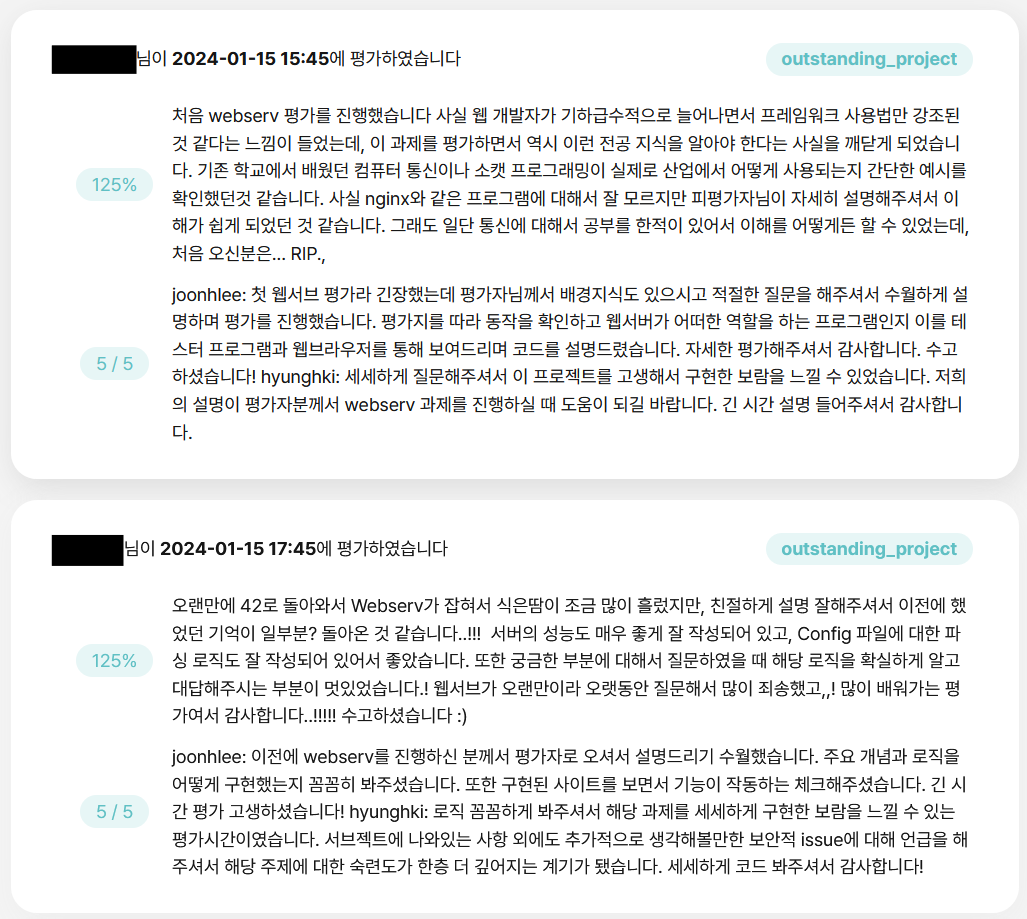 님이 2024-01-15 15:45에 평가하였습니다
outstanding_project
처음 webserv 평가를 진행했습니다 사실 웹 개발자가 기하급수적으로 늘어나면서 프레임워크 사용법만 강조된
것 같다는 느낌이 들었는데, 이 과제를 평가하면서 역시 이런 전공 지식을 알아야 한다는 사실을 깨닫게 되었습니
다. 기존 학교에서 배웠던 컴퓨터 통신이나 소캣 프로그래밍이 실제로 산업에서 어떻게 사용되는지 간단한 예시를
125%
확인했던것 같습니다. 사실 nginx와 같은 프로그램에 대해서 잘 모르지만 피평가자님이 자세히 설명해주셔서 이
해가 쉽게 되었던 것 같습니다. 그래도 일단 통신에 대해서 공부를 한적이 있어서 이해를 어떻게든 할 수 있었는데,
처음 오신분은... RIP.,
joonhlee: 첫 웹서브 평가라 긴장했는데 평가자님께서 배경지식도 있으시고 적절한 질문을 해주셔서 수월하게 설
명하며 평가를 진행했습니다. 평가지를 따라 동작을 확인하고 웹서버가 어떠한 역할을 하는 프로그램인지 이를 테
스터 프로그램과 웹브라우저를 통해 보여드리며 코드를 설명드렸습니다. 자세한 평가해주셔서 감사합니다. 수고
5 / 5
하셨습니다! hyunghki: 세세하게 질문해주셔서 이 프로젝트를 고생해서 구현한 보람을 느낄 수 있었습니다. 저희
의 설명이 평가자분께서 webserv 과제를 진행하실 때 도움이 되길 바랍니다. 긴 시간 설명 들어주셔서 감사합니
다.
님이 2024-01-15 17:45에 평가하였습니다
outstanding_project
오랜만에 42로 돌아와서 Webserv가 잡혀서 식은땀이 조금 많이 흘렀지만, 친절하게 설명 잘해주셔서 이전에 했
었던 기억이 일부분? 돌아온 것 같습니다..!!! 서버의 성능도 매우 좋게 잘 작성되어 있고, Config 파일에 대한 파
싱 로직도 잘 작성되어 있어서 좋았습니다. 또한 궁금한 부분에 대해서 질문하였을 때 해당 로직을 확실하게 알고
125%
대답해주시는 부분이 멋있었습니다.! 웹서브가 오랜만이라 오랫동안 질문해서 많이 죄송했고,,! 많이 배워가는 평
가여서 감사합니다..!!!!! 수고하셨습니다 :)
joonhlee: 이전에 webserv를 진행하신 분께서 평가자로 오셔서 설명드리기 수월했습니다. 주요 개념과 로직을
어떻게 구현했는지 꼼꼼히 봐주셨습니다. 또한 구현된 사이트를 보면서 기능이 작동하는 체크해주셨습니다. 긴 시
간 평가 고생하셨습니다! hyunghki: 로직 꼼꼼하게 봐주셔서 해당 과제를 세세하게 구현한 보람을 느낄 수 있는
5 / 5
평가시간이였습니다. 서브젝트에 나와있는 사항 외에도 추가적으로 생각해볼만한 보안적 issue에 대해 언급을 해
주셔서 해당 주제에 대한 숙련도가 한층 더 깊어지는 계기가 됐습니다. 세세하게 코드 봐주셔서 감사합니다!